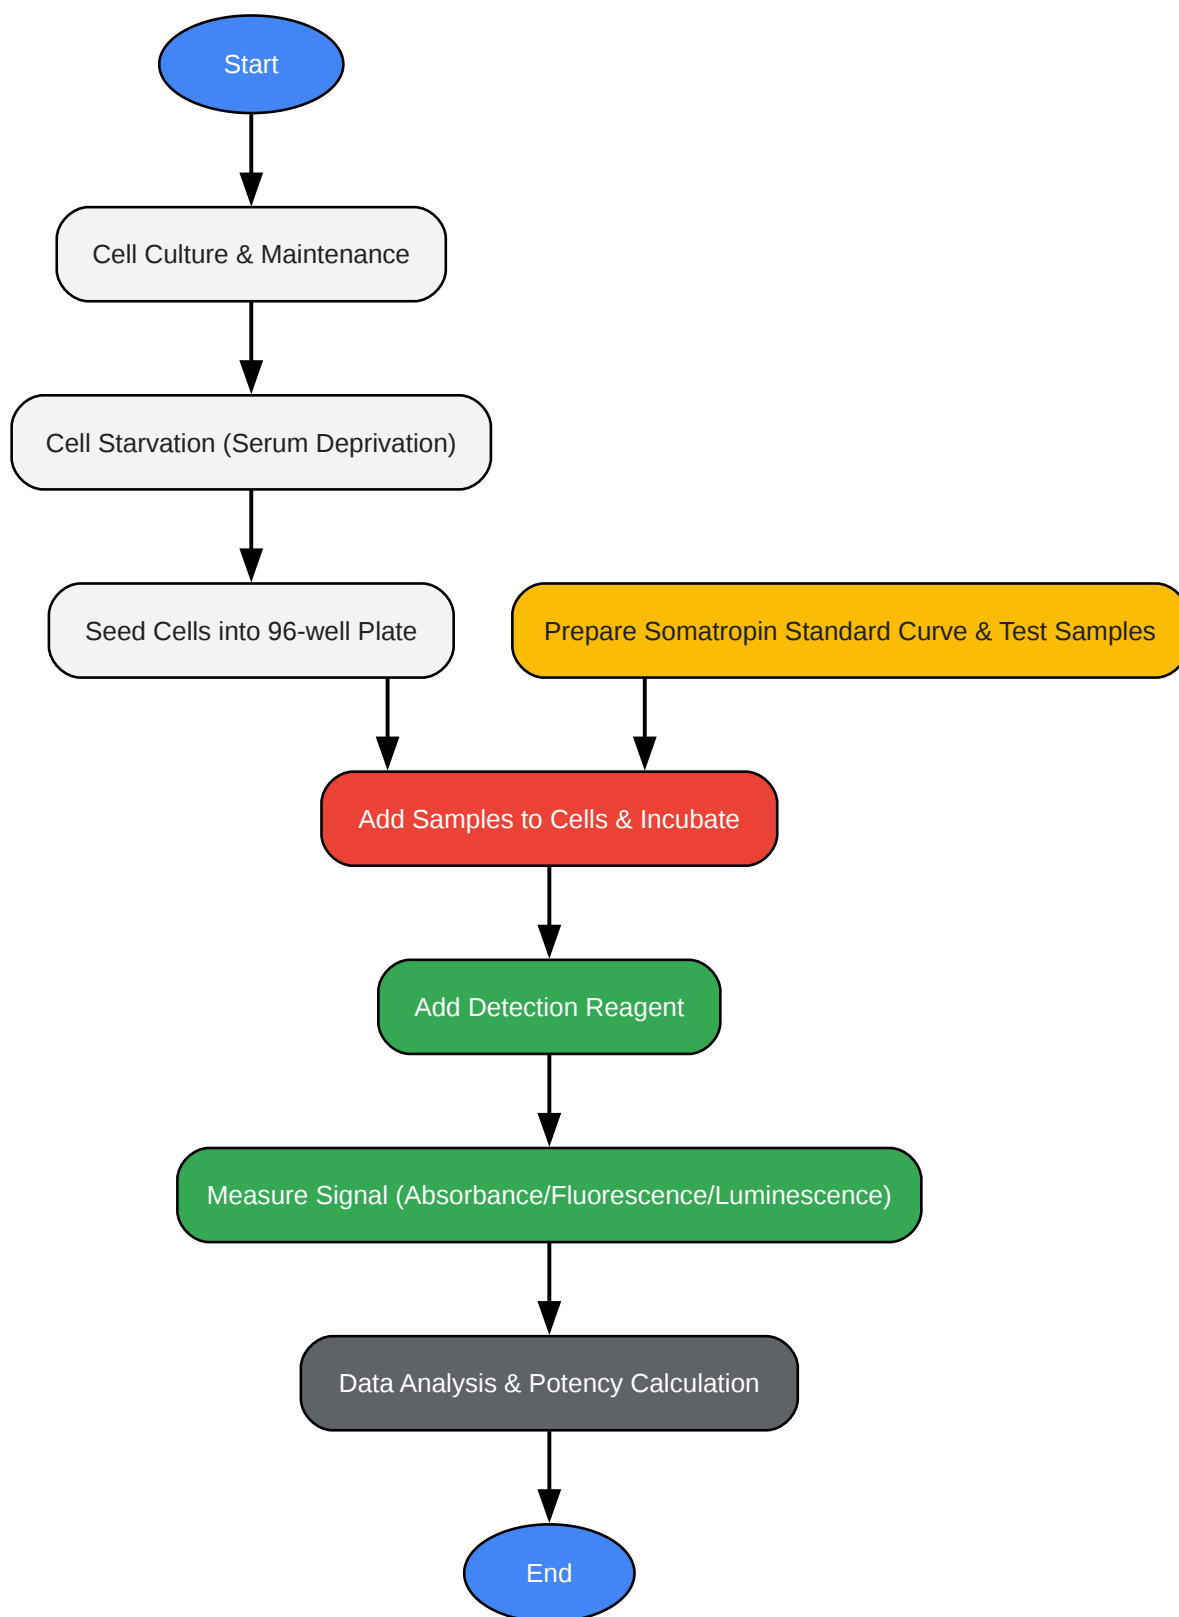 Start
Cell Culture & Maintenance
Cell Starvation (Serum Deprivation)
Seed Cells into 96-well Plate
Prepare Somatropin Standard Curve & Test Samples
Add Samples to Cells & Incubate
Add Detection Reagent
Measure Signal (Absorbance/Fluorescence/Luminescence)
Data Analysis & Potency Calculation
End